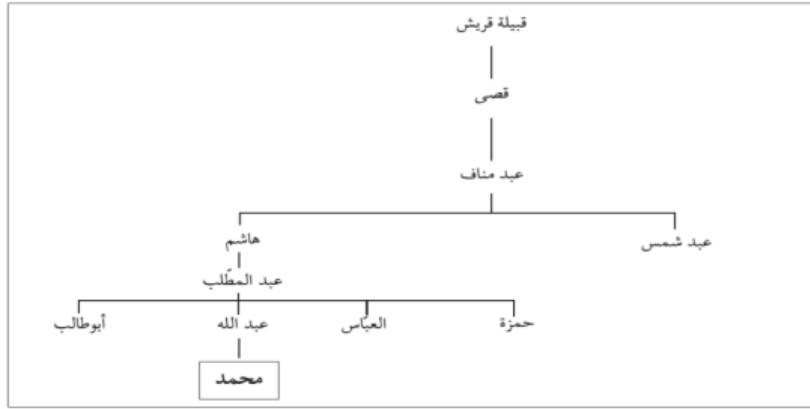 قبيلة قريش
قصى
عبد مناف
عبد شمس
هاشم
عبد المطّلب
حمزة
العبّاس
عبد الله
أبوطالب
محمد